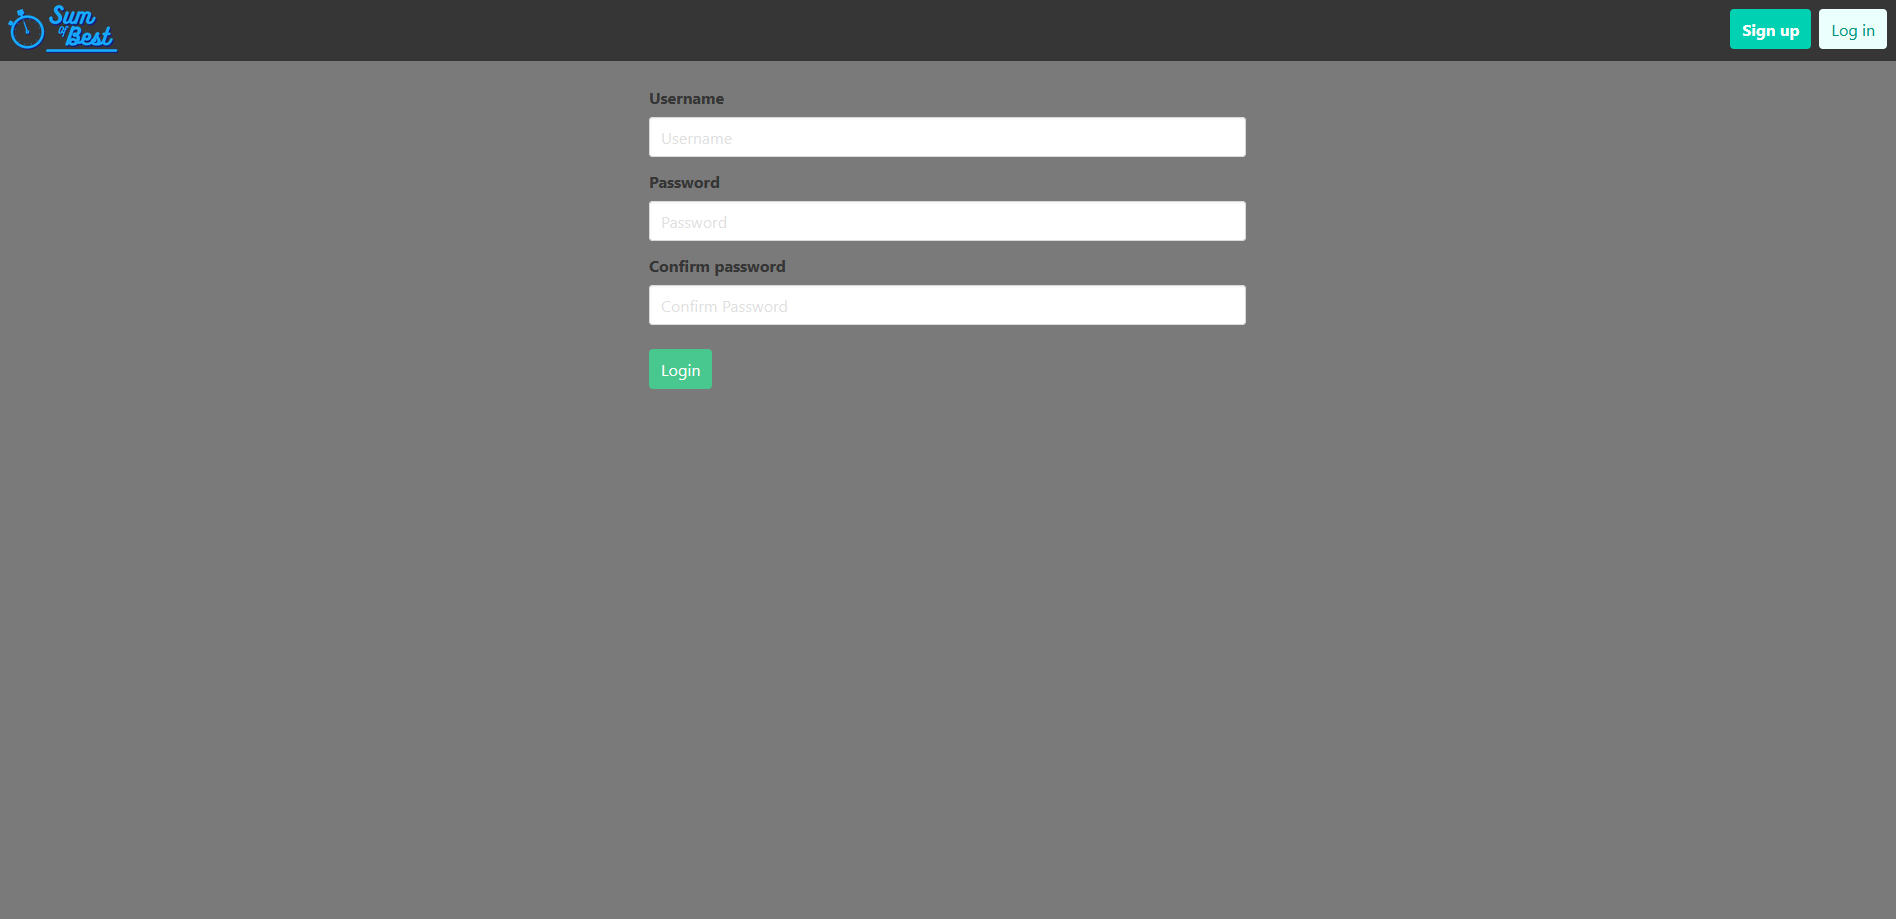 Sum
Of
Best
Sign up
Log in
Username
Username
Password
Password
Confirm password
Confirm Password
Login